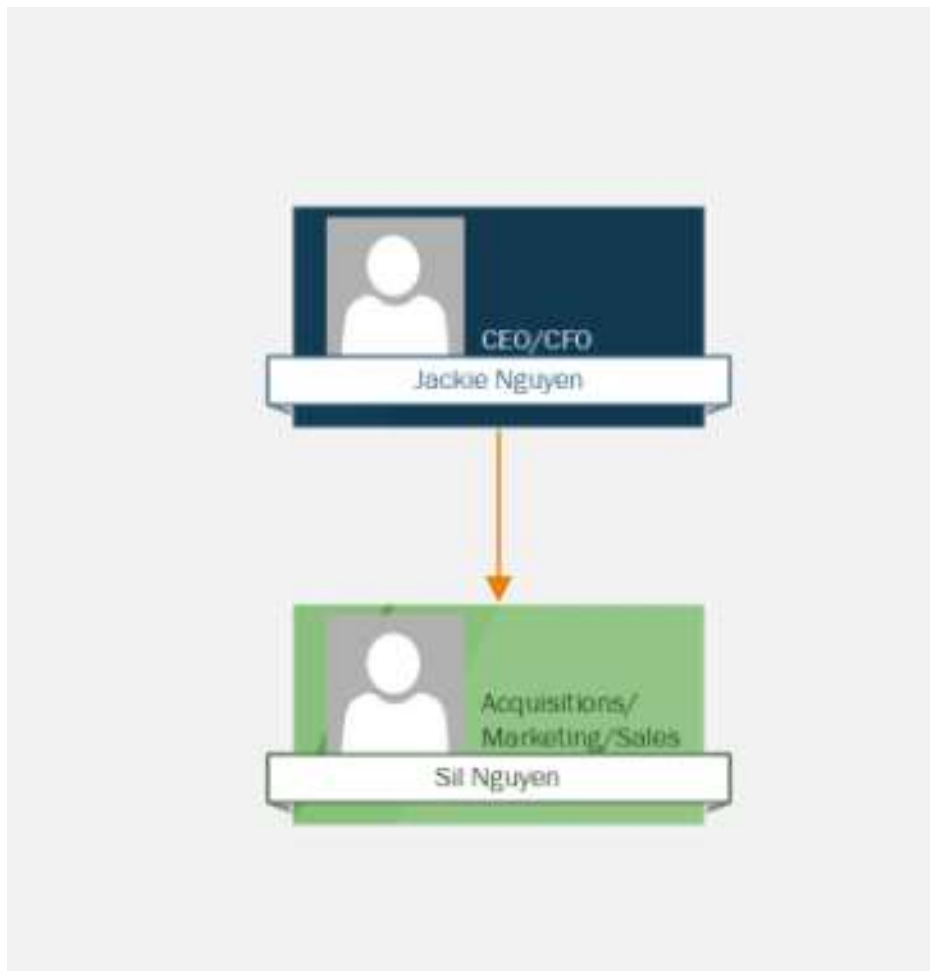 CEO/CFO
Jackie Nguyen
Acquisitions/
Marketing/Sales
Sil Nguyen